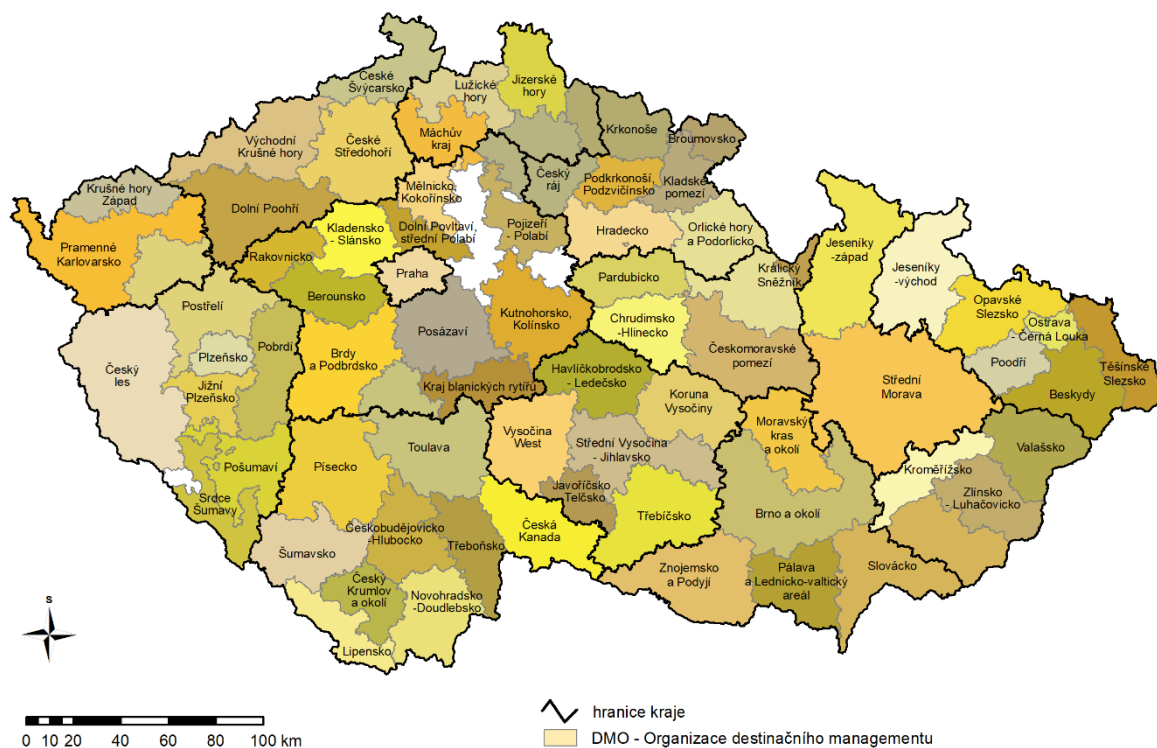 České
Švýcarsko
Lužické
hory
Jizerské
hory
Východní
Krušné hory
České
Středohoří
Máchův
kraj
Krkonoše
Broumovsko
Krušné hory
Západ
Mělnicko,
Kokořínsko
Český
ráj
Podkrkonoší,
Podzvičínsko
Kladské
pomezí
Dolní Poohří
Kladensko
- Slánsko
Dolní Povltaví,
střední Polabí
Pojizeří
- Polabí
Hradecko
Orlické hory
a Podorlicko
Pramenné
Karlovarsko
Rakovnicko
Praha
Králický
Sněžník
Jeseníky
-západ
Jeseníky
-východ
Pardubicko
Berounsko
Postřelí
Kutnohorsko,
Kolínsko
Opavské
Slezsko
Ostrava
- Černá Louka
Chrudimsko
-Hlinecko
Posázaví
Plzeňsko
Pobrdí
Brdy
a Podbrdsko
Českomoravské
pomezí
Poodří
Těšínské
Slezsko
Český
les
Jižní
Plzeňsko
Kraj blanických rytířů
Havlíčkobrodsko
- Ledečsko
Střední
Morava
Beskydy
Koruna
Vysočiny
Moravský
kras
a okolí
Vysočina
West
Střední Vysočina
- Jihlavsko
Toulava
Valašsko
Pošumaví
Písecko
Kroměřížsko
Javoříčsko
Telčsko
Zlínsko
- Luhačovicko
Srdce
Šumavy
Třebíčsko
Brno a okolí
Česká
Kanada
Českobudějovicko
-Hlubocko
Třeboňsko
Šumavsko
Znojemsko
a Podyjí
Pálava
a Lednicko-valtický
areál
Slovácko
Český
Krumlov
a okolí
Novohradsko
-Doudlebsko
Lipensko
S
hranice kraje
DMO - Organizace destinačního managementu
0 10 20 40 60 80 100 km